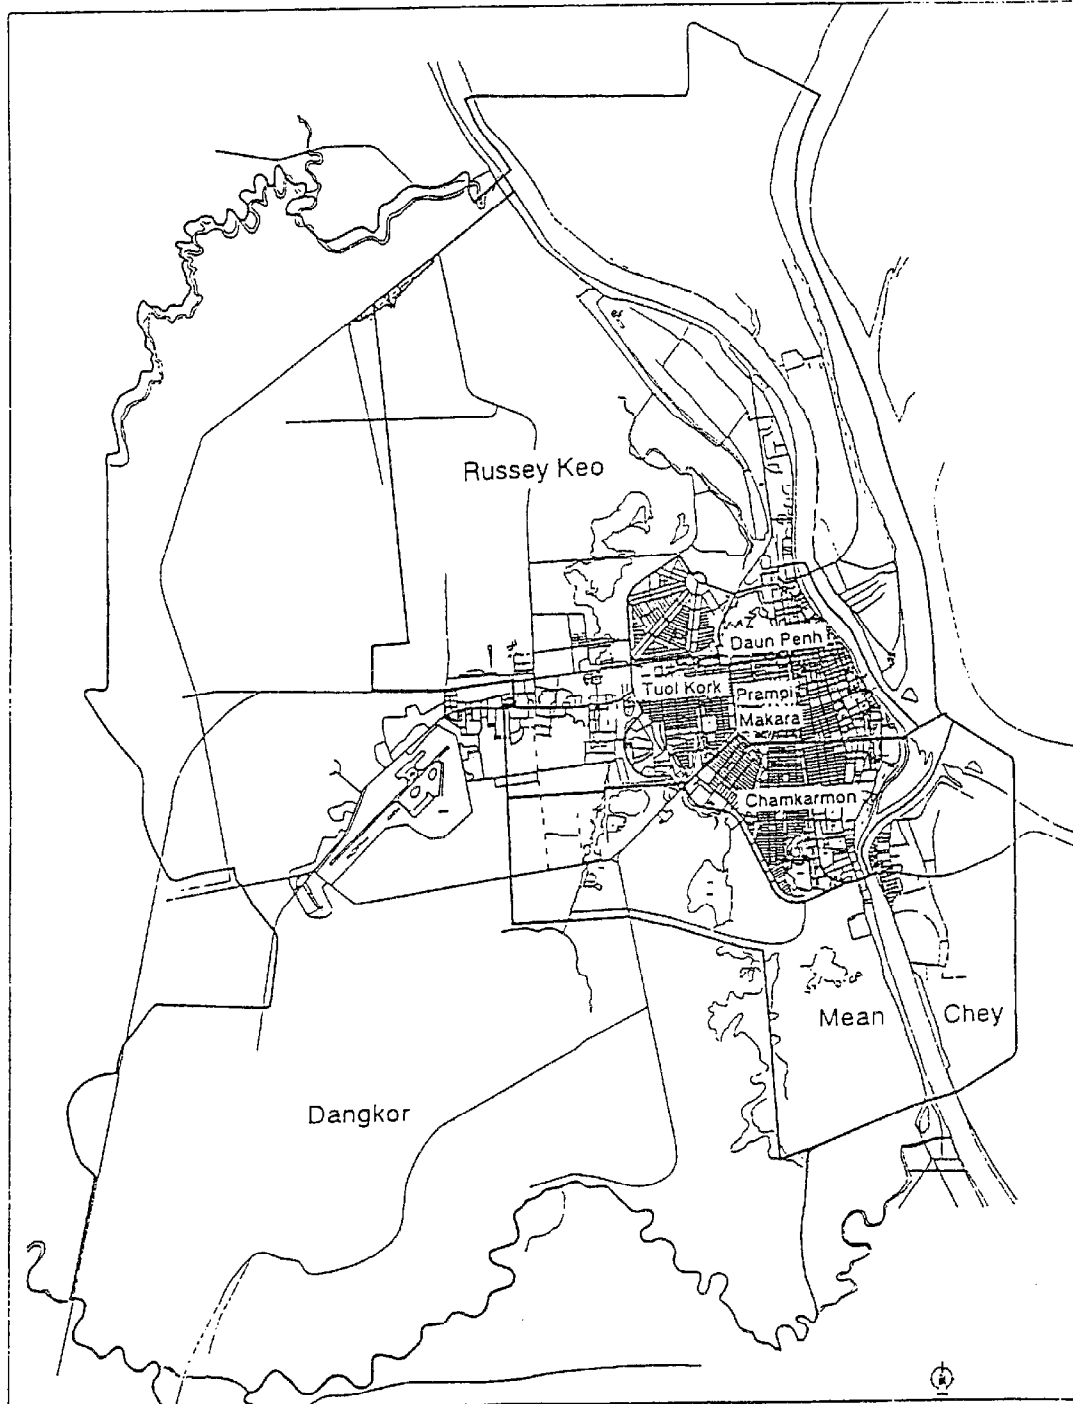 Russey Keo
Daun Penh
Tuol Kork
Prampi
Makara
Chamkarmon
Mean Chey
Dangkor